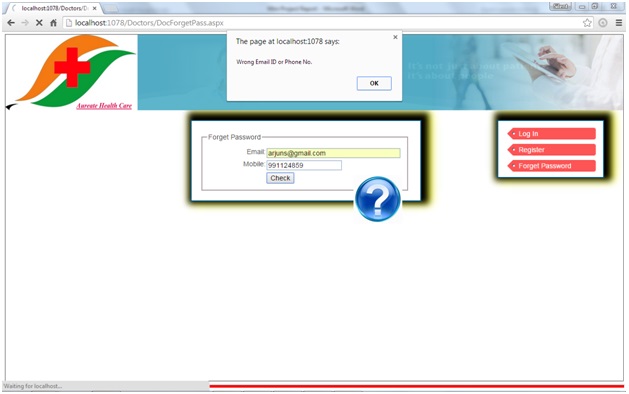 localhost:1078/Doctors/D
Silent
localhost:1078/Doctors/DocForgetPass.aspx
The page at localhost:1078 says:
Wrong Email ID or Phone No.
OK
Aureate Health Care
Forget Password
Email: arjuns@gmail.com
Mobile: 991124859
Check
?
Log In
Register
Forget Password
Waiting for localhost...